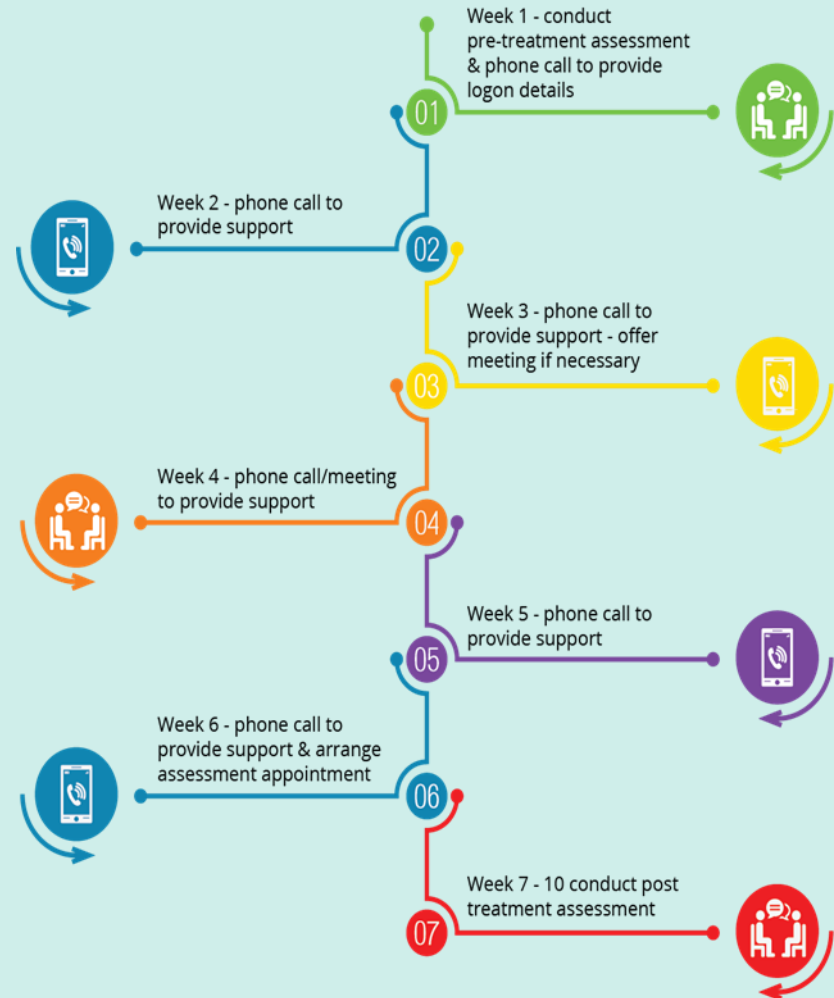 Week 1 - conduct
pre-treatment assessment
& phone call to provide
logon details
01
Week 2 - phone call to
provide support
02
Week 3 - phone call to
provide support - offer
meeting if necessary
03
Week 4 - phone call/meeting
to provide support
04
Week 5 - phone call to
provide support
05
Week 6 - phone call to
provide support & arrange
assessment appointment
06
Week 7 - 10 conduct post
treatment assessment
07